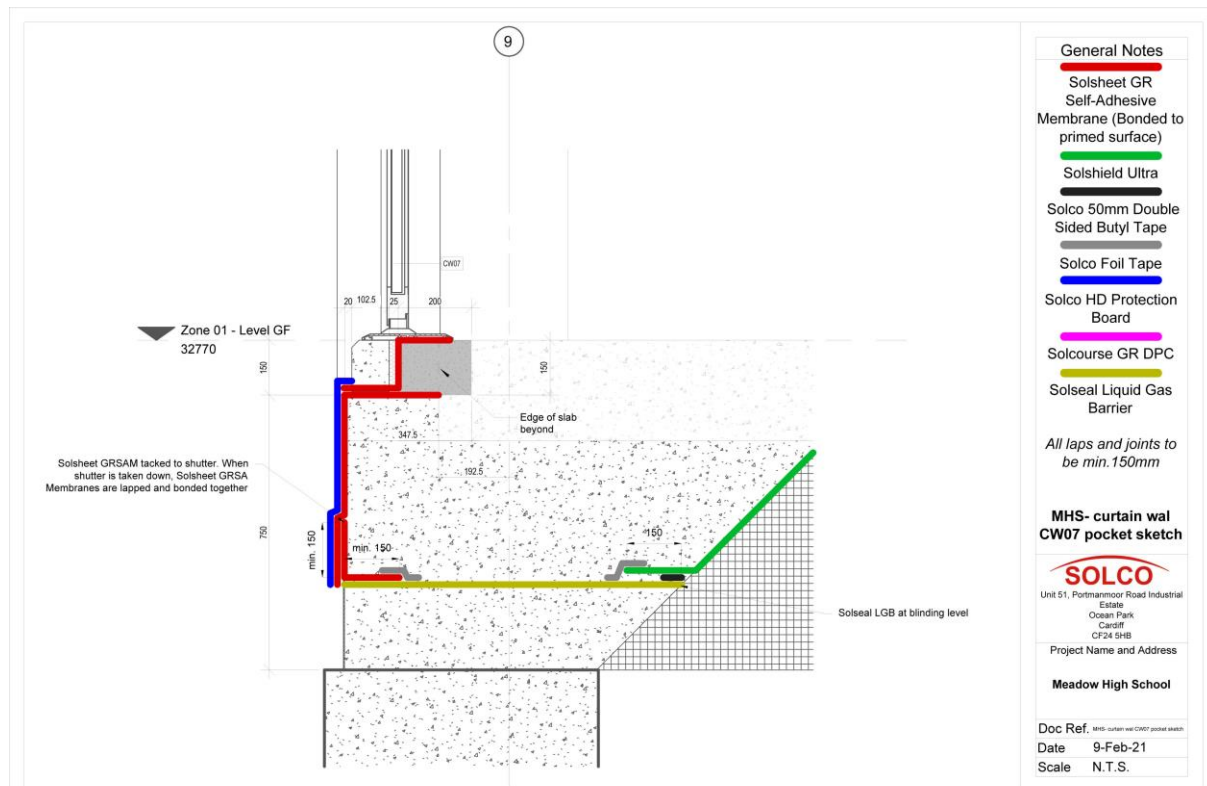 9
CW07
20
102.5
25
200
Zone 01 - Level GF
32770
150
150
Edge of slab
beyond
347.5
192.5
Solsheet GRSAM tacked to shutter. When
shutter is taken down, Solsheet GRSA
Membranes are lapped and bonded together
750
min. 150
min. 150
150
Solseal LGB at blinding level
General Notes
Solsheet GR
Self-Adhesive
Membrane (Bonded to
primed surface)
Solshield Ultra
Solco 50mm Double
Sided Butyl Tape
Solco Foil Tape
Solco HD Protection
Board
Solcourse GR DPC
Solseal Liquid Gas
Barrier
All laps and joints to
be min.150mm
MHS- curtain wal
CW07 pocket sketch
SOLCO
Unit 51, Portmanmoor Road Industrial
Estate
Ocean Park
Cardiff
CF24 5HB
Project Name and Address
Meadow High School
Doc Ref. MHS- curtain wal CW07 pocket sketch
Date 9-Feb-21
Scale N.T.S.